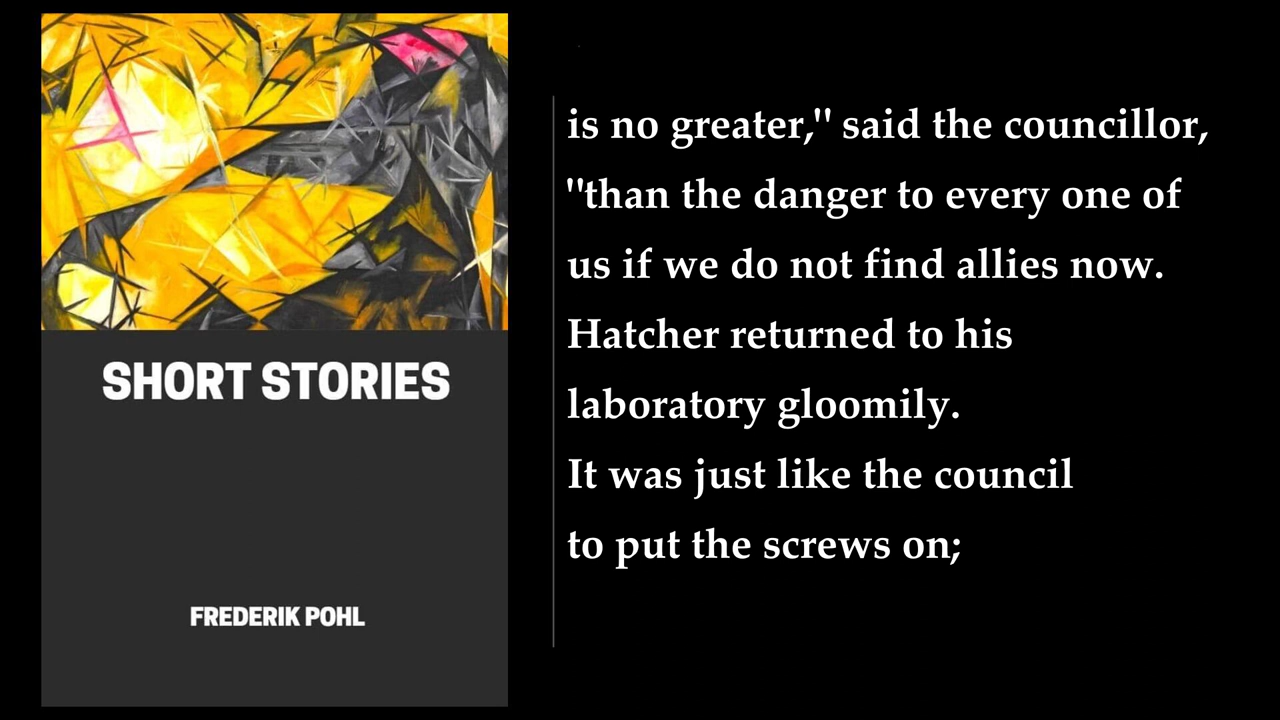 SHORT STORIES
FREDERIK POHL
is no greater," said the councillor,
"than the danger to every one of
us if we do not find allies now.
Hatcher returned to his
laboratory gloomily.
It was just like the council
to put the screws on;